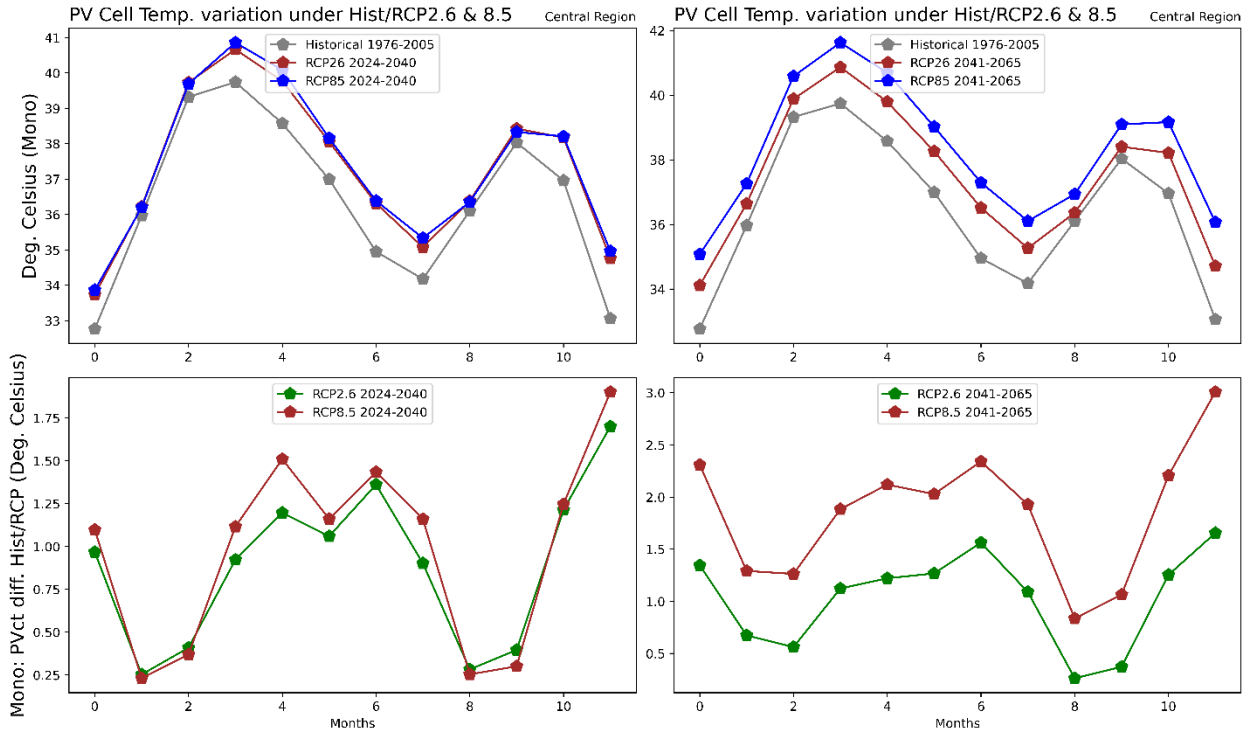 PV Cell Temp. variation under Hist/RCP2.6 & 8.5 Central Region
Deg. Celsius (Mono)
41
40
39
38
37
36
35
34
33
Historical 1976-2005
RCP26 2024-2040
RCP85 2024-2040
0 2 4 6 8 10
PV Cell Temp. variation under Hist/RCP2.6 & 8.5 Central Region
42
40
38
36
34
Historical 1976-2005
RCP26 2041-2065
RCP85 2041-2065
0 2 4 6 8 10
Mono: PVct diff. Hist/RCP (Deg. Celsius)
1.75
1.50
1.25
1.00
0.75
0.50
0.25
RCP2.6 2024-2040
RCP8.5 2024-2040
0 2 4 6 8 10
Months
3.0
2.5
2.0
1.5
1.0
0.5
RCP2.6 2041-2065
RCP8.5 2041-2065
0 2 4 6 8 10
Months